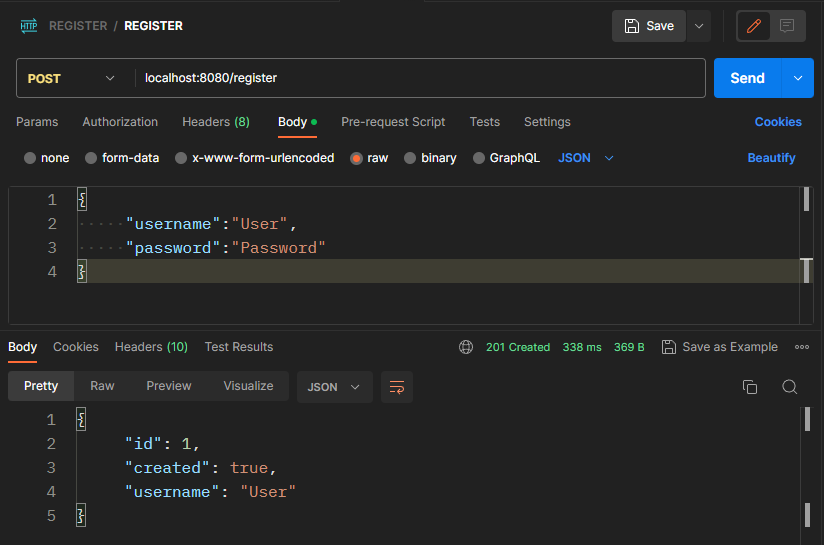 HTTP REGISTER / REGISTER Save
POST localhost:8080/register Send
Params Authorization Headers (8) Body Pre-request Script Tests Settings Cookies
none form-data x-www-form-urlencoded raw binary GraphQL JSON Beautify
1 {
2 ·····"username":"User",
3 ·····"password":"Password"
4 }
Body Cookies Headers (10) Test Results 201 Created 338 ms 369 B Save as Example
Pretty Raw Preview Visualize JSON
1 {
2 "id": 1,
3 "created": true,
4 "username": "User"
5 }